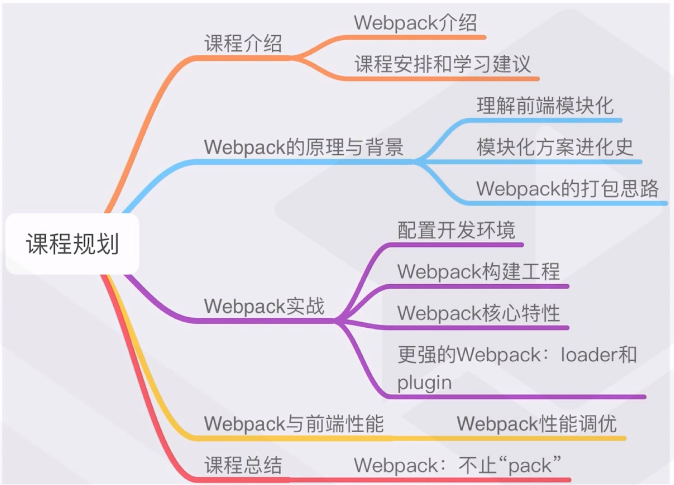 课程规划
课程介绍
Webpack介绍
课程安排和学习建议
Webpack的原理与背景
理解前端模块化
模块化方案进化史
Webpack的打包思路
Webpack实战
配置开发环境
Webpack构建工程
Webpack核心特性
更强的Webpack：loader和
plugin
Webpack与前端性能
Webpack性能调优
课程总结
Webpack：不止“pack”